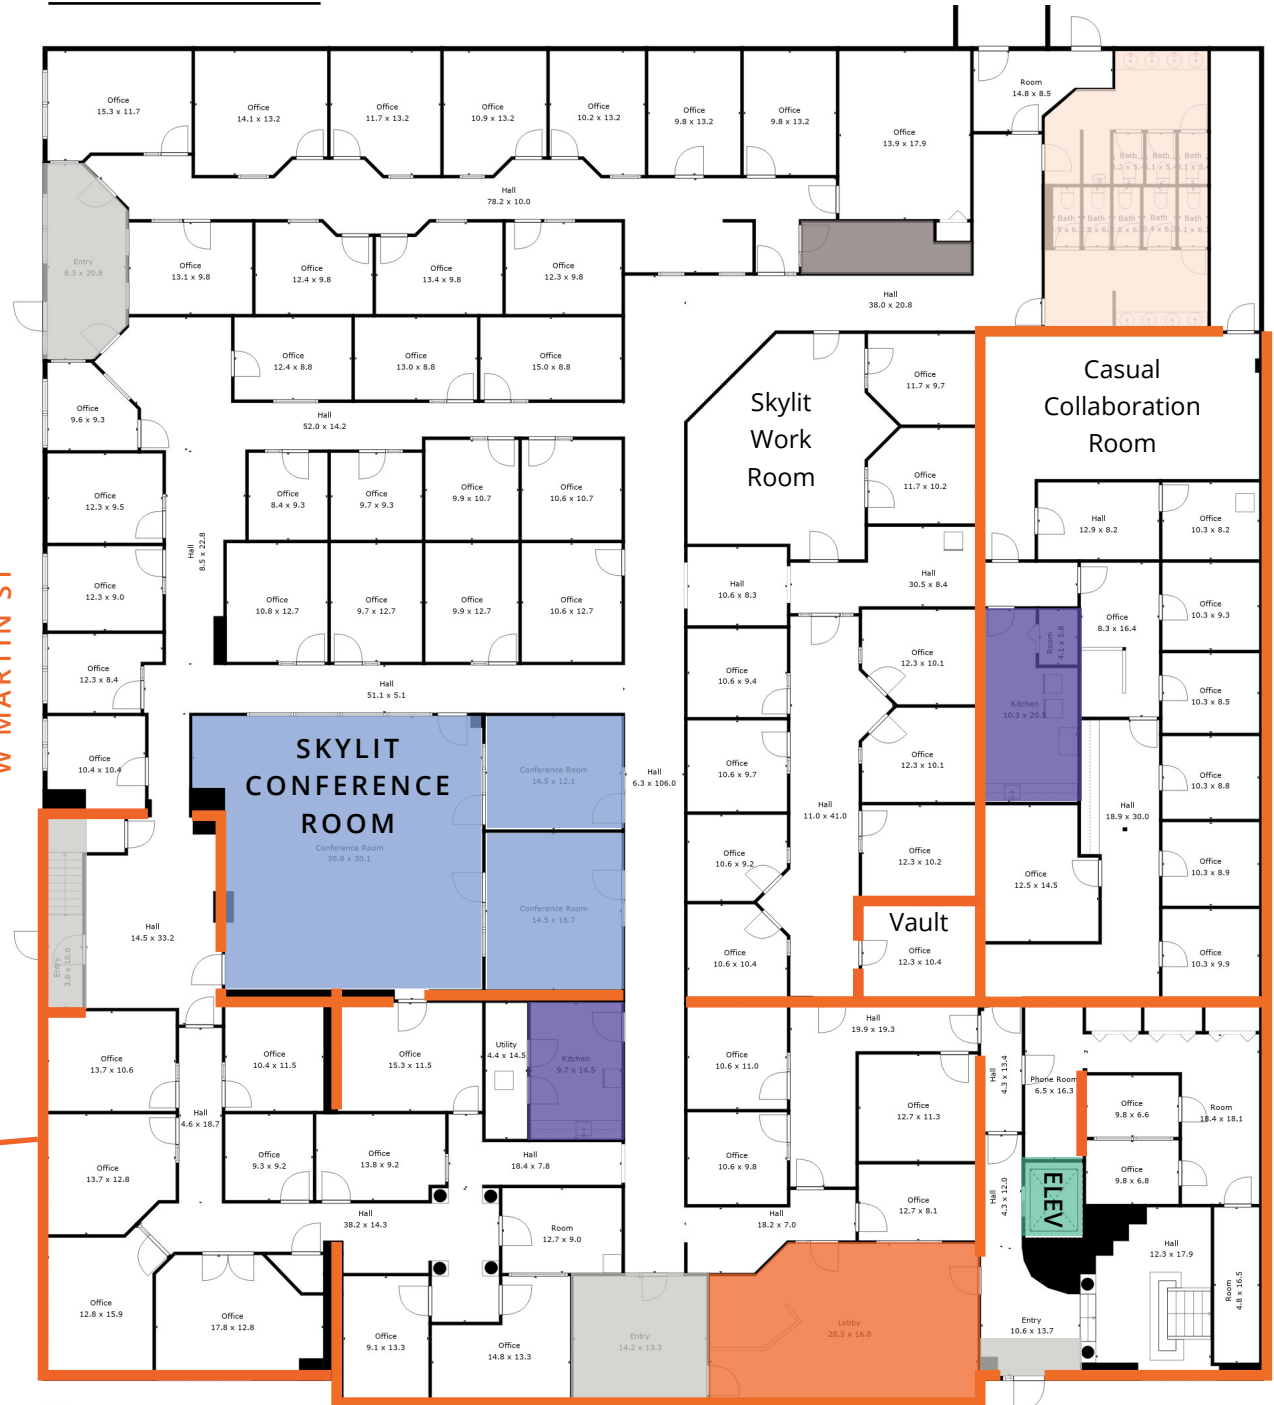 Office
15.3 x 11.7
Office
14.1 x 13.2
Office
11.7 x 13.2
Office
10.9 x 13.2
Office
10.2 x 13.2
Office
9.8 x 13.2
Office
9.8 x 13.2
Office
13.9 x 17.9
Room
14.8 x 8.5
Bath
Bath
Bath
Bath
Bath
Bath
Bath
Bath
Hall
78.2 x 10.0
Entry
8.3 x 20.8
Office
13.1 x 9.8
Office
12.4 x 9.8
Office
13.4 x 9.8
Office
12.3 x 9.8
Hall
38.0 x 20.8
Office
12.4 x 8.8
Office
13.0 x 8.8
Office
15.0 x 8.8
Office
9.6 x 9.3
Hall
52.0 x 14.2
Skylit
Work
Room
Office
11.7 x 9.7
Office
11.7 x 10.2
Casual
Collaboration
Room
Office
12.3 x 9.5
Office
8.4 x 9.3
Office
9.7 x 9.3
Office
9.9 x 10.7
Office
10.6 x 10.7
Hall
12.9 x 8.2
Office
10.3 x 8.2
Hall
8.5 x 22.8
Office
12.3 x 9.0
Office
10.8 x 12.7
Office
9.7 x 12.7
Office
9.9 x 12.7
Office
10.6 x 12.7
Hall
10.6 x 8.3
Hall
30.5 x 8.4
Office
8.3 x 16.4
Office
10.3 x 9.3
W MARTIN ST
Office
12.3 x 8.4
Hall
51.1 x 5.1
Office
10.6 x 9.4
Office
12.3 x 10.1
Room
4.1 x 5.8
Kitchen
10.3 x 20.5
Office
10.3 x 8.5
Office
10.4 x 10.4
SKYLIT
CONFERENCE
ROOM
Conference Room
30.8 x 30.1
Conference Room
14.5 x 12.1
Hall
6.3 x 106.0
Office
10.6 x 9.7
Office
12.3 x 10.1
Office
10.3 x 8.8
Hall
11.0 x 41.0
Hall
18.9 x 30.0
Office
10.6 x 9.2
Office
12.3 x 10.2
Office
12.5 x 14.5
Office
10.3 x 8.9
Conference Room
14.5 x 16.7
Hall
14.5 x 33.2
Entry
3.8 x 10.0
Office
10.6 x 10.4
Vault
Office
12.3 x 10.4
Office
10.3 x 9.9
Office
13.7 x 10.6
Office
10.4 x 11.5
Office
15.3 x 11.5
Utility
4.4 x 14.5
Kitchen
9.7 x 14.5
Office
10.6 x 11.0
Hall
19.9 x 19.3
Hall
4.3 x 13.4
Phone Room
6.5 x 16.3
Office
9.8 x 6.6
Room
18.4 x 18.1
Hall
4.6 x 18.7
Office
12.7 x 11.3
Office
13.7 x 12.8
Office
9.3 x 9.2
Office
13.8 x 9.2
Hall
18.4 x 7.8
Office
10.6 x 9.8
Office
9.8 x 6.8
Hall
4.3 x 12.0
ELEV
Office
12.7 x 8.1
Hall
38.2 x 14.3
Room
12.7 x 9.0
Hall
18.2 x 7.0
Hall
12.3 x 17.9
Room
4.8 x 16.5
Office
12.8 x 15.9
Office
17.8 x 12.8
Office
9.1 x 13.3
Office
14.8 x 13.3
Entry
14.2 x 13.3
Lobby
28.5 x 16.8
Entry
10.6 x 13.7